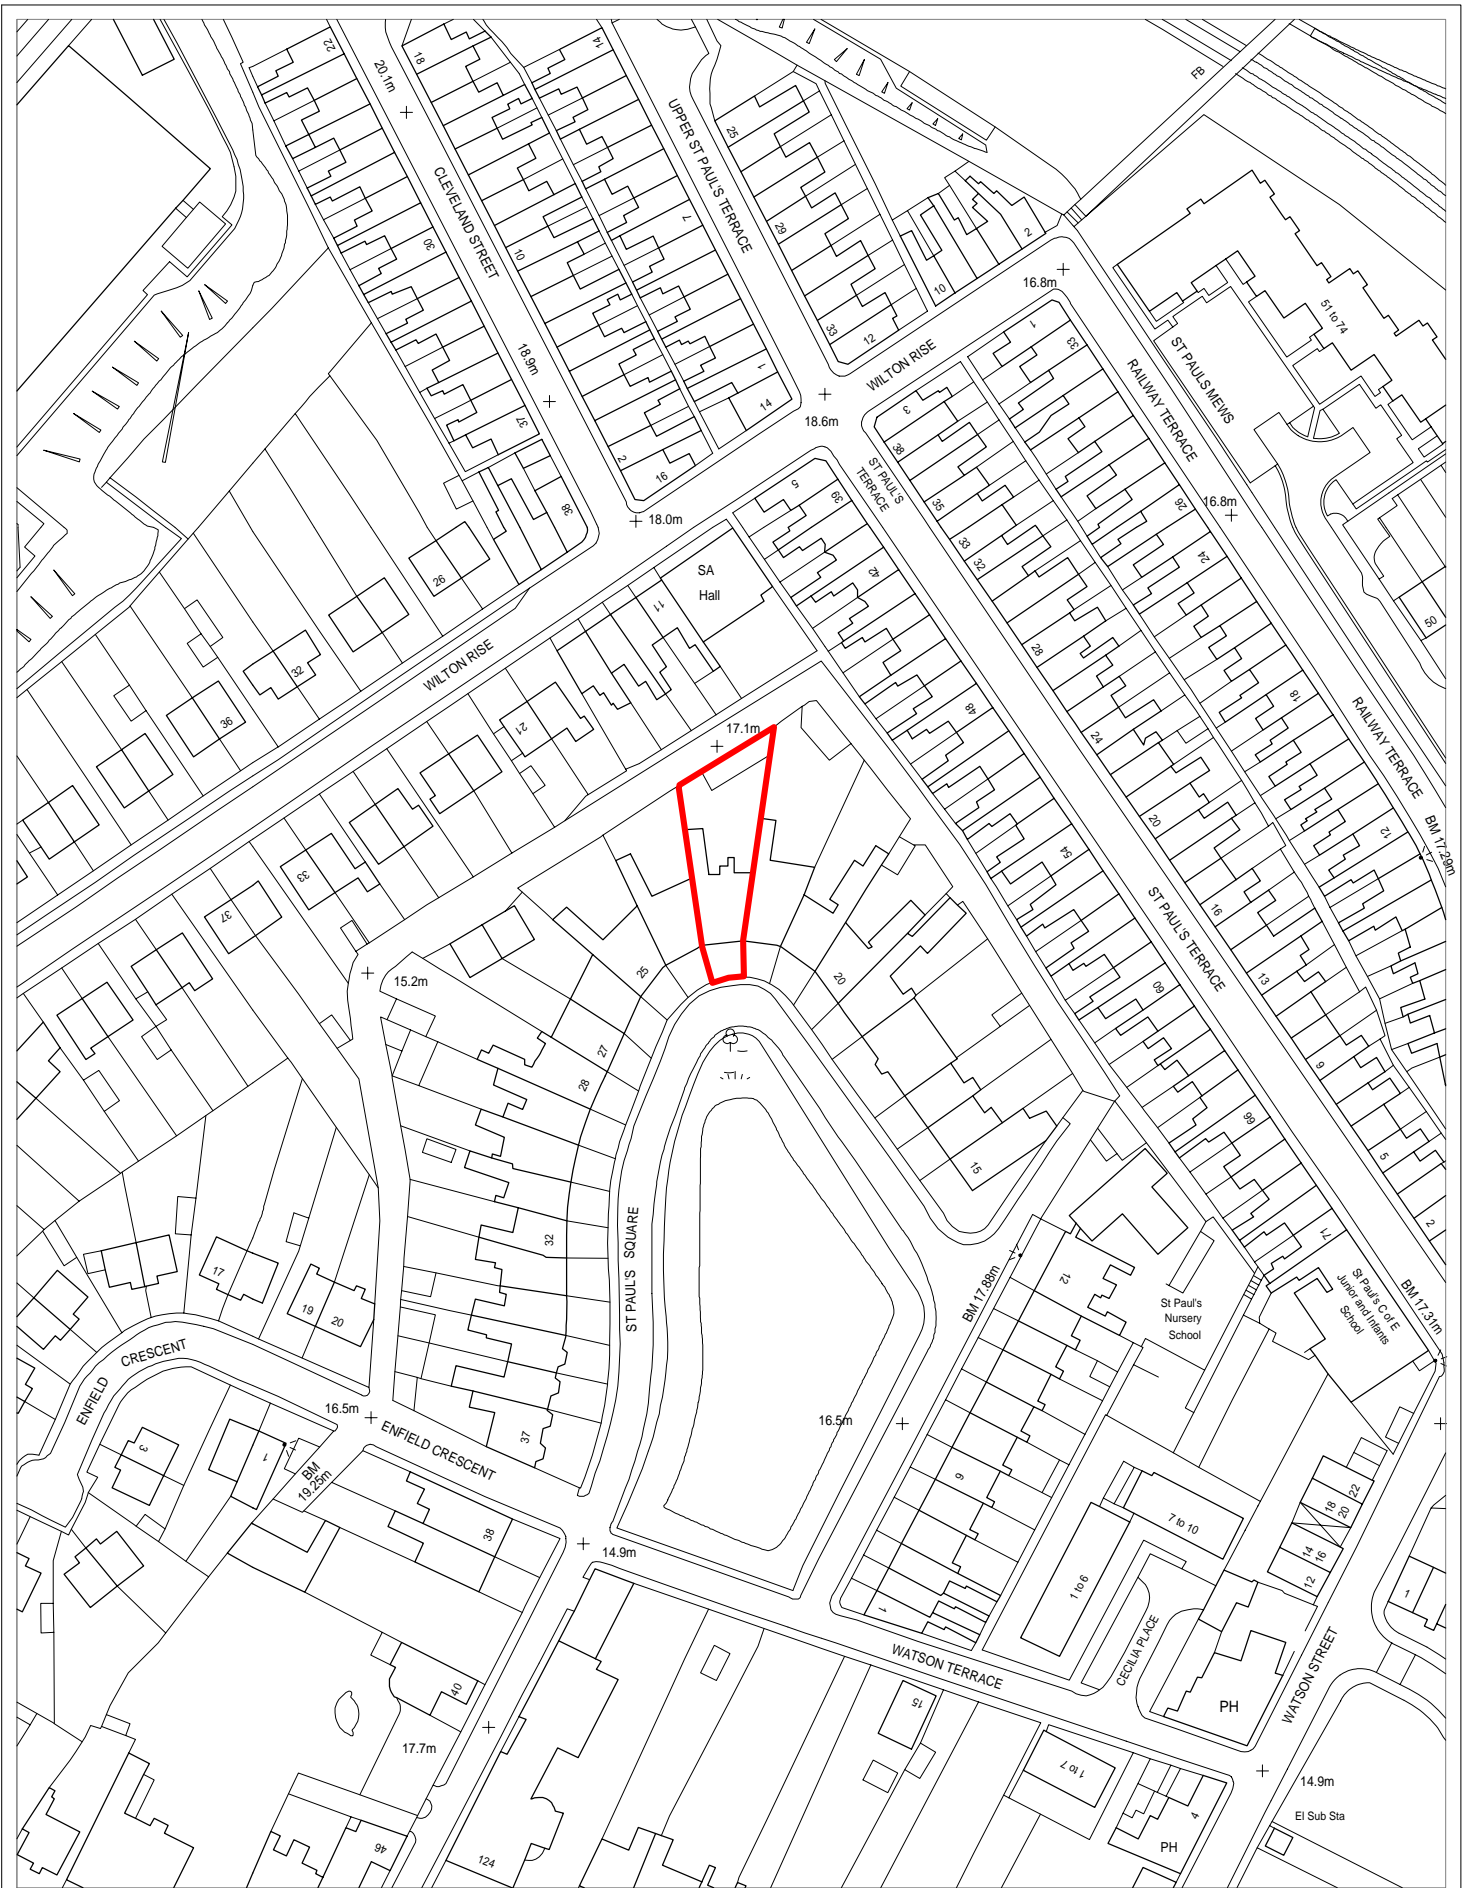 22
20.1m
18
14
FB
UPPER ST PAUL'S TERRACE
25
CLEVELAND STREET
30
10
7
29
2
10
16.8m
33
12
WILTON RISE
1
33
51 to 74
ST PAULS MEWS
RAILWAY TERRACE
18.9m
37
1
14
18.6m
3
38
ST PAUL'S
TERRACE
2
16
38
18.0m
5
39
35
33
32
26
16.8m
24
26
SA
Hall
11
42
28
50
WILTON RISE
32
36
21
48
24
18
RAILWAY TERRACE
17.1m
33
37
54
20
12
BM 17.29m
16
ST PAUL'S TERRACE
15.2m
25
20
60
13
27
28
9
15
66
5
2
32
ST PAUL'S SQUARE
17
19
20
BM 17.88m
12
71
St Paul's
Nursery
School
St Paul's C of E
Junior and Infants
School
BM 17.31m
ENFIELD
CRESCENT
16.5m
ENFIELD CRESCENT
37
16.5m
3
1
BM
19.25m
38
14.9m
9
7 to 10
22
18
20
14
16
12
1 to 6
1
1
CECILIA PLACE
WATSON TERRACE
WATSON STREET
PH
40
15
17.7m
1 to 7
14.9m
El Sub Sta
4
PH
46
124